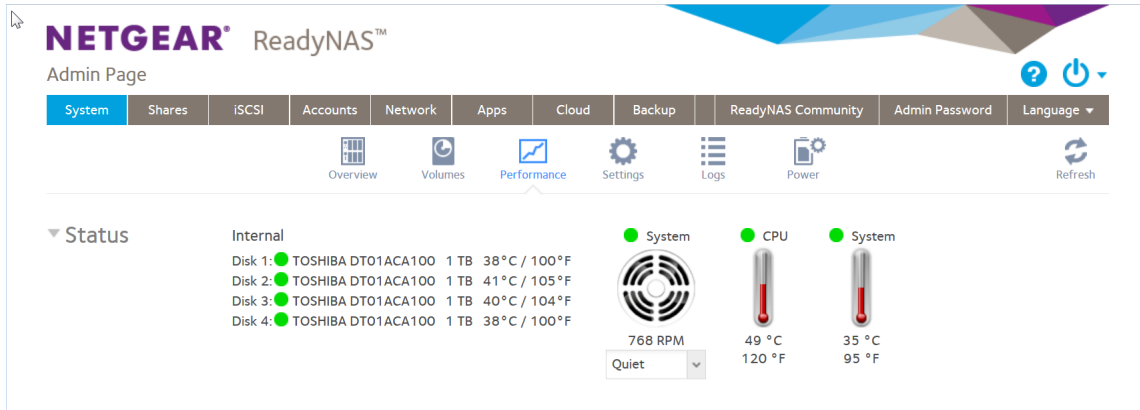 NETGEAR® ReadyNAS™
Admin Page
System Shares iSCSI Accounts Network Apps Cloud Backup ReadyNAS Community Admin Password Language
Overview Volumes Performance Settings Logs Power Refresh
Status
Internal
Disk 1: TOSHIBA DT01ACA100 1 TB 38°C / 100°F
Disk 2: TOSHIBA DT01ACA100 1 TB 41°C / 105°F
Disk 3: TOSHIBA DT01ACA100 1 TB 40°C / 104°F
Disk 4: TOSHIBA DT01ACA100 1 TB 38°C / 100°F
System
768 RPM
Quiet
CPU
49 °C
120 °F
System
35 °C
95 °F